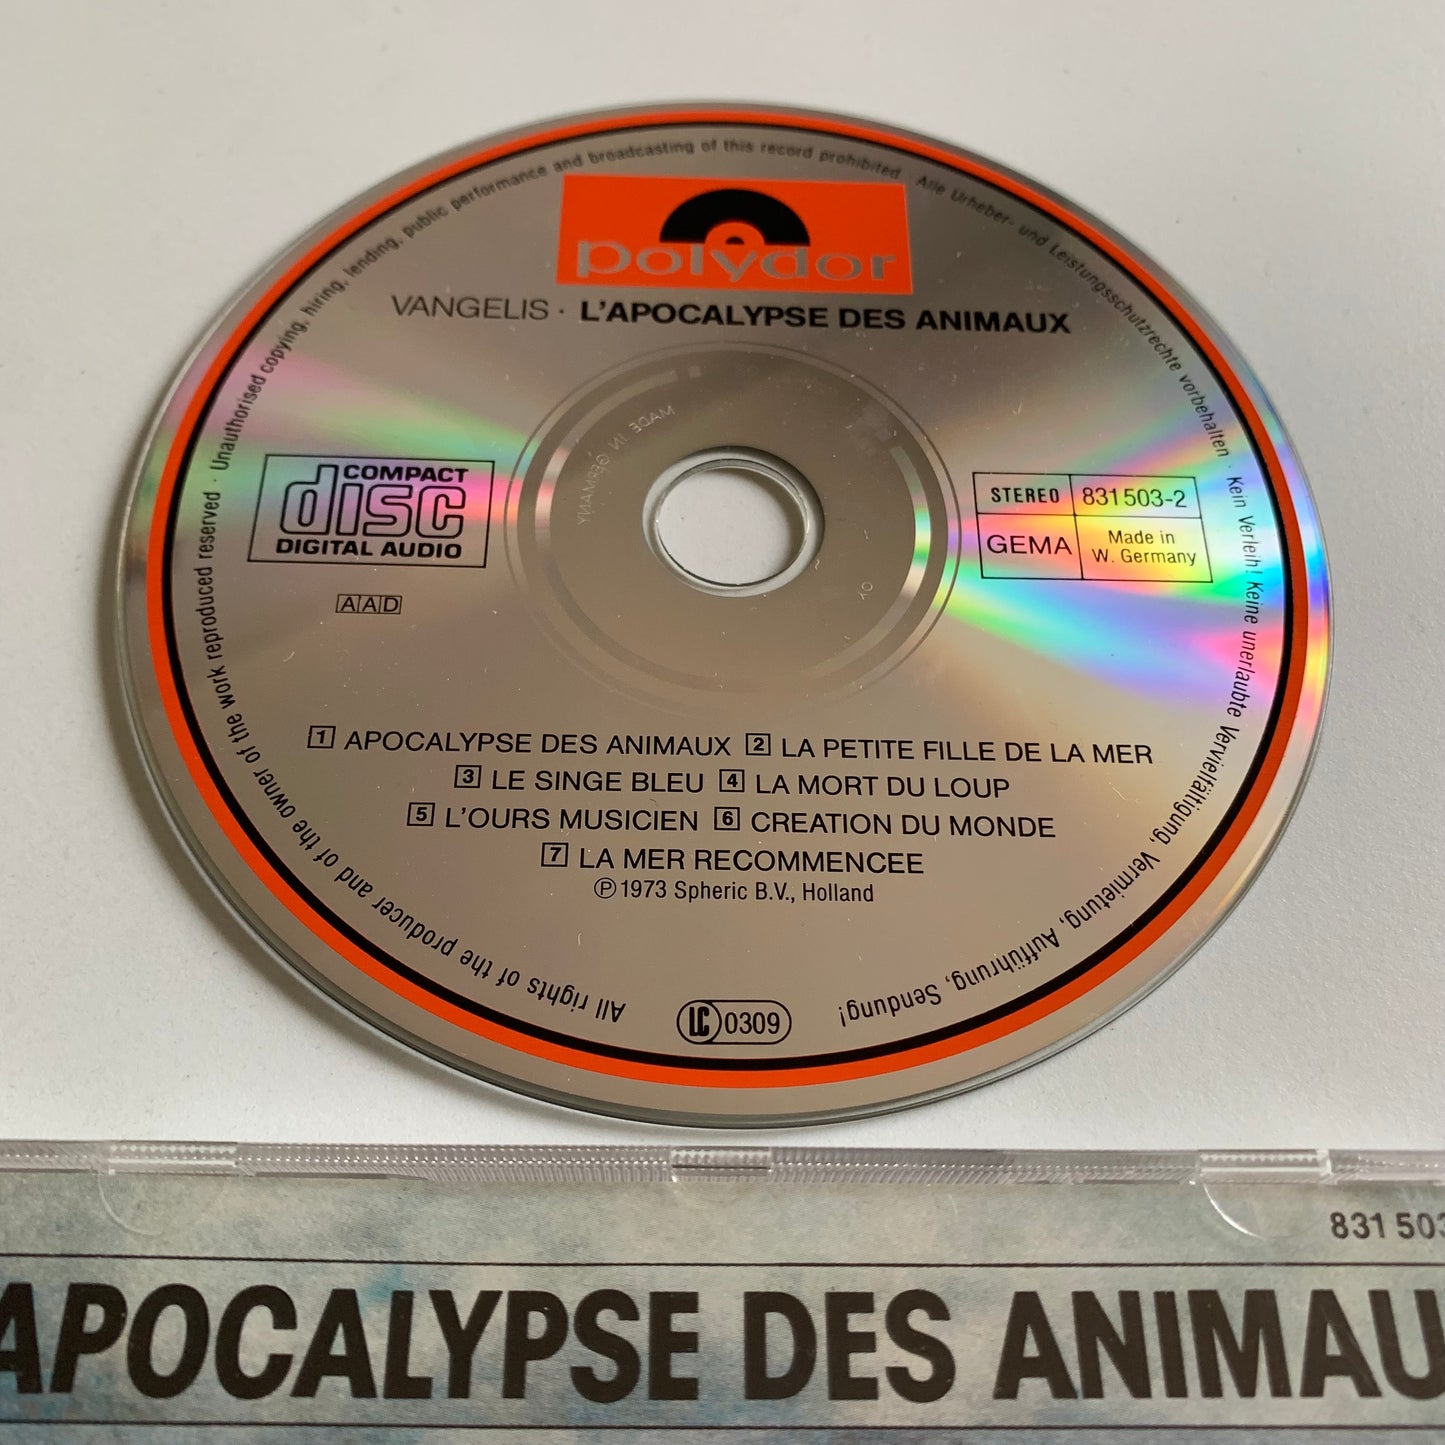 polydor
VANGELIS · L'APOCALYPSE DES ANIMAUX
MADE IN GERMANY
COMPACT
disc
DIGITAL AUDIO
AAD
STEREO 831 503-2
GEMA Made in
W. Germany
1 APOCALYPSE DES ANIMAUX 2 LA PETITE FILLE DE LA MER
3 LE SINGE BLEU 4 LA MORT DU LOUP
5 L'OURS MUSICIEN 6 CREATION DU MONDE
7 LA MER RECOMMENCEE
Ⓟ 1973 Spheric B.V., Holland
LC 0309
All rights of the producer and of the owner of the work reproduced reserved · Unauthorised copying, hiring, lending, public performance and broadcasting of this record prohibited · Alle Urheber- und Leistungsschutzrechte vorbehalten · Kein Verleih! Keine unerlaubte Vervielfältigung, Vermietung, Aufführung, Sendung!
831 503
APOCALYPSE DES ANIMAU